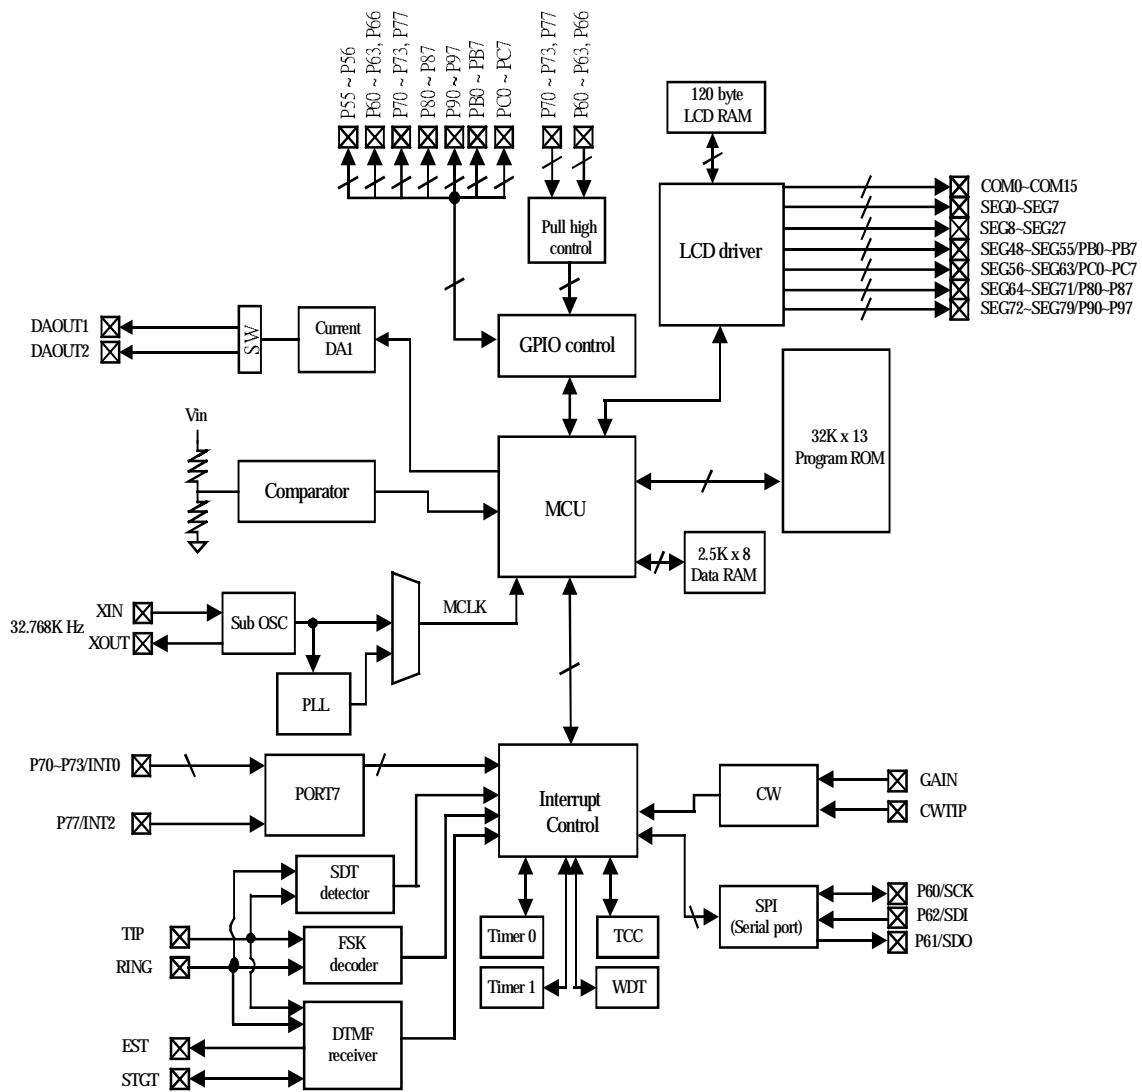 P55 ~ P56
P60 ~ P63, P66
P70 ~ P73, P77
P80 ~ P87
P90 ~ P97
PB0 ~ PB7
PC0 ~ PC7
P70 ~ P73, P77
P60 ~ P63, P66
120 byte
LCD RAM
Pull high
control
LCD driver
COM0~COM15
SEG0~SEG7
SEG8~SEG27
SEG48~SEG55/PB0~PB7
SEG56~SEG63/PC0~PC7
SEG64~SEG71/P80~P87
SEG72~SEG79/P90~P97
DAOUT1
DAOUT2
SW
Current
DA1
GPIO control
Vin
Comparator
MCU
32K x 13
Program ROM
2.5K x 8
Data RAM
XIN
32.768K Hz
XOUT
Sub OSC
MCLK
PLL
P70~P73/INT0
P77/INT2
PORT7
Interrupt
Control
CW
GAIN
CWTIP
SDT
detector
TIP
RING
FSK
decoder
Timer 0
TCC
Timer 1
WDT
SPI
(Serial port)
P60/SCK
P62/SDI
P61/SDO
EST
STGT
DTMF
receiver